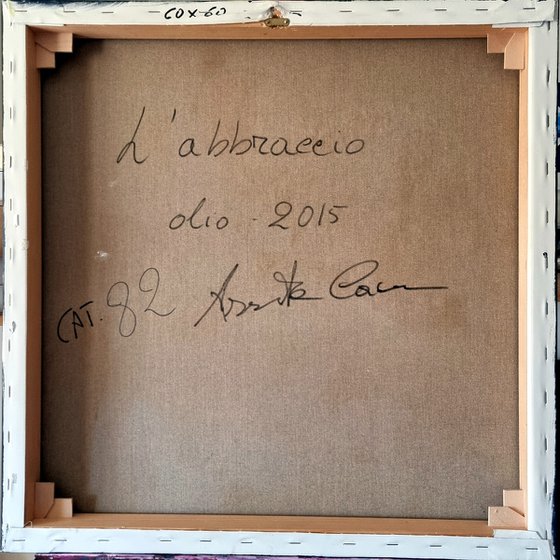 60x60
L'abbraccio
olio - 2015
CAT. 82